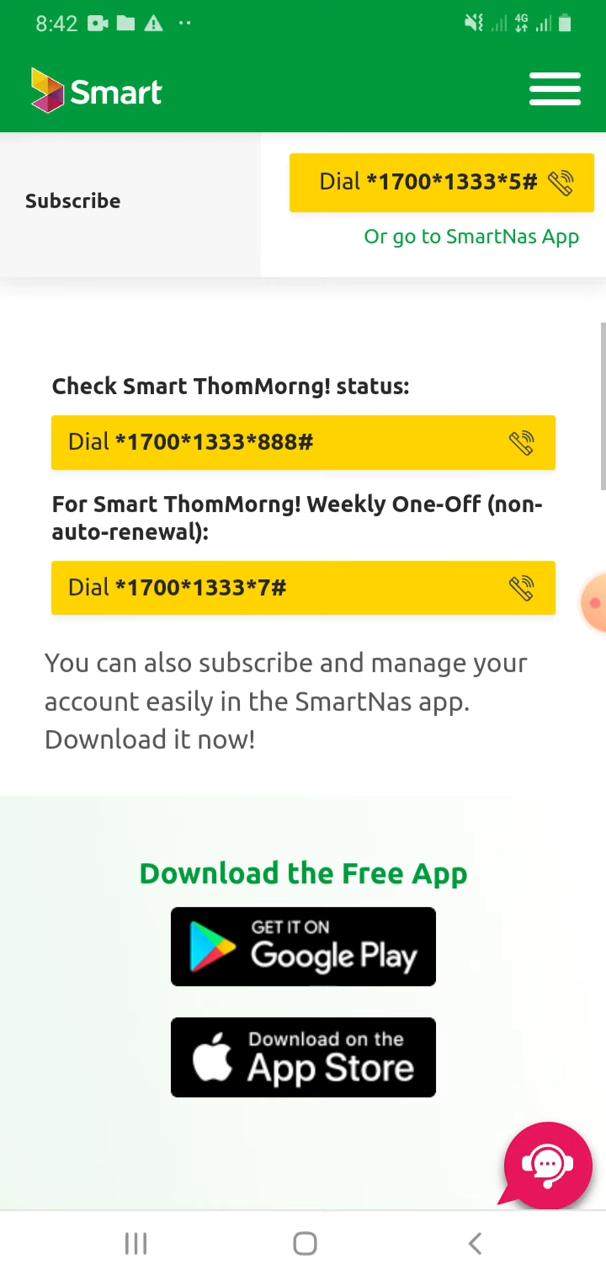 8:42
4G
Smart
Subscribe
Dial *1700*1333*5#
Or go to SmartNas App
Check Smart ThomMorng! status:
Dial *1700*1333*888#
For Smart ThomMorng! Weekly One-Off (non-
auto-renewal):
Dial *1700*1333*7#
You can also subscribe and manage your
account easily in the SmartNas app.
Download it now!
Download the Free App
GET IT ON
Google Play
Download on the
App Store